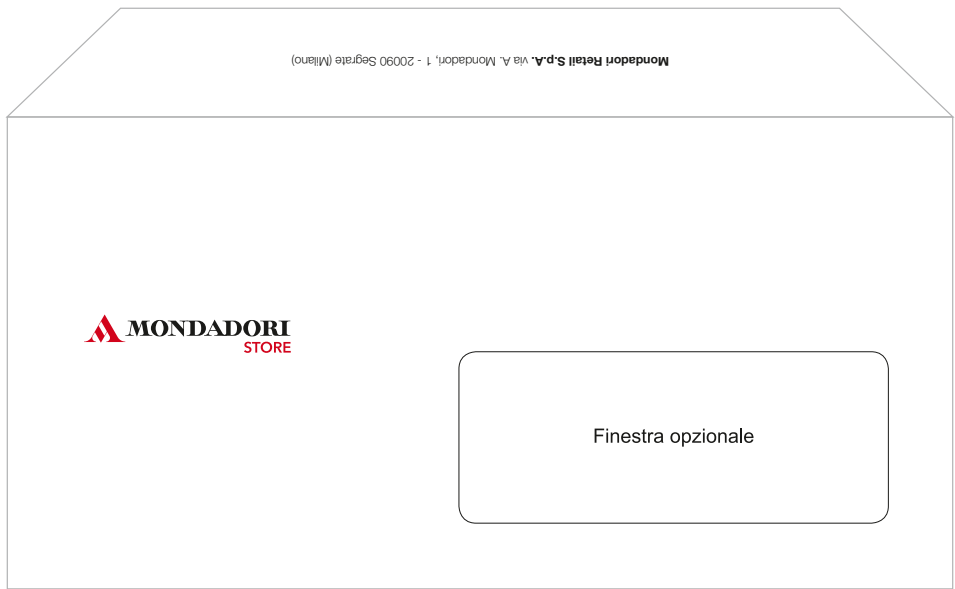 Mondadori Retail S.p.A. via A. Mondadori, 1 - 20090 Segrate (Milano)
MONDADORI
STORE
Finestra opzionale